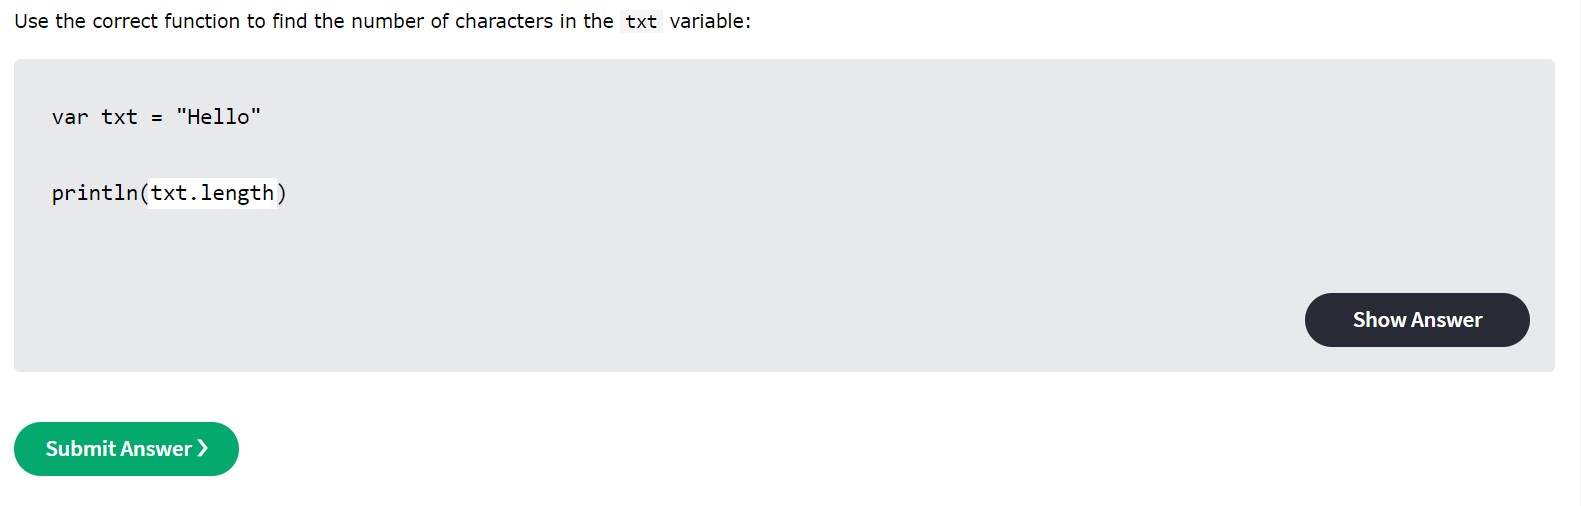 Use the correct function to find the number of characters in the txt variable:
var txt = "Hello"
println(txt.length)
Show Answer
Submit Answer ❯